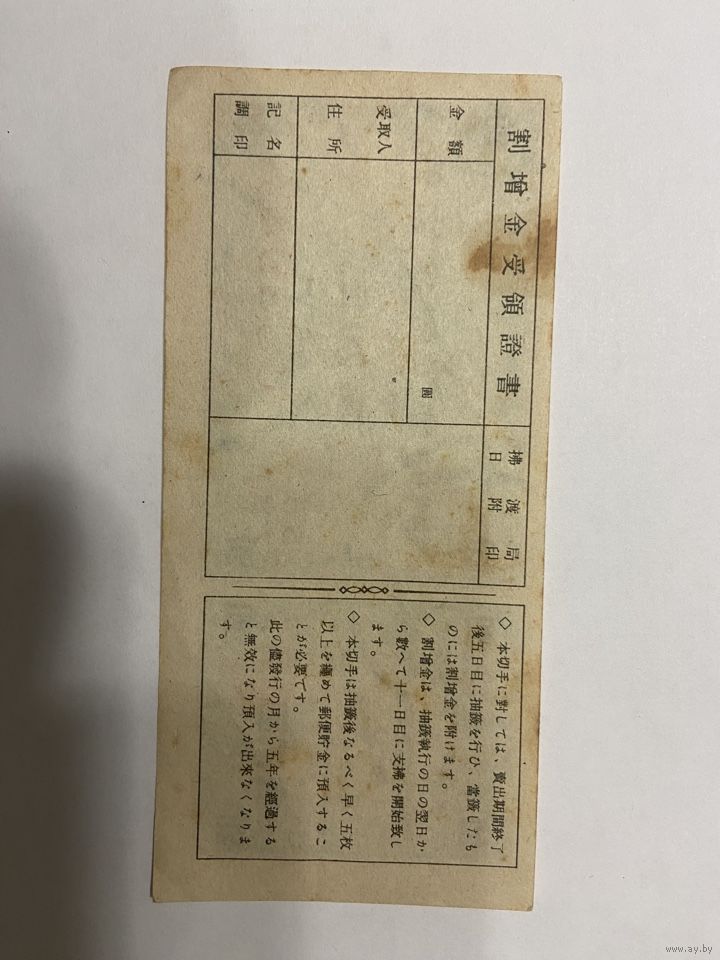 割增金受領證書
金額
圓
受取人
住所
記名
調印
拂渡局
日附印
◇ 本切手に對しては、賣出期間終了
後五日目に抽籤を行ひ、當籤したも
のには割增金を附けます。
◇ 割增金は、抽籤執行の日の翌日か
ら數へて十一日目に支拂を開始致し
ます。
◇ 本切手は抽籤後なるべく早く五枚
以上を纒めて郵便貯金に預入するこ
とが必要です。
此の儘發行の月から五年を經過する
と無效になり預入が出來なくなりま
す。
www.ay.by